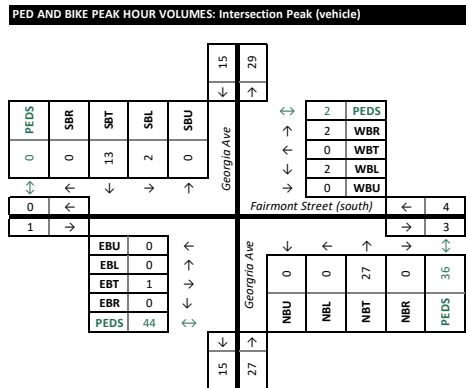 PED AND BIKE PEAK HOUR VOLUMES: Intersection Peak (vehicle)
15 29
↓ ↑
PEDS SBR SBT SBL SBU
0 0 13 2 0
↕ ← ↓ → ↑
Georgia Ave
↔ 2 PEDS
↑ 2 WBR
← 0 WBT
↓ 2 WBL
→ 0 WBU
0 ← Fairmont Street (south) ← 4
1 → → 3
EBU 0 ←
EBL 0 ↑
EBT 1 →
EBR 0 ↓
PEDS 44 ↔
Georgia Ave
↓ ← ↑ → ↕
0 0 27 0 36
NBU NBL NBT NBR PEDS
↓ ↑
15 27